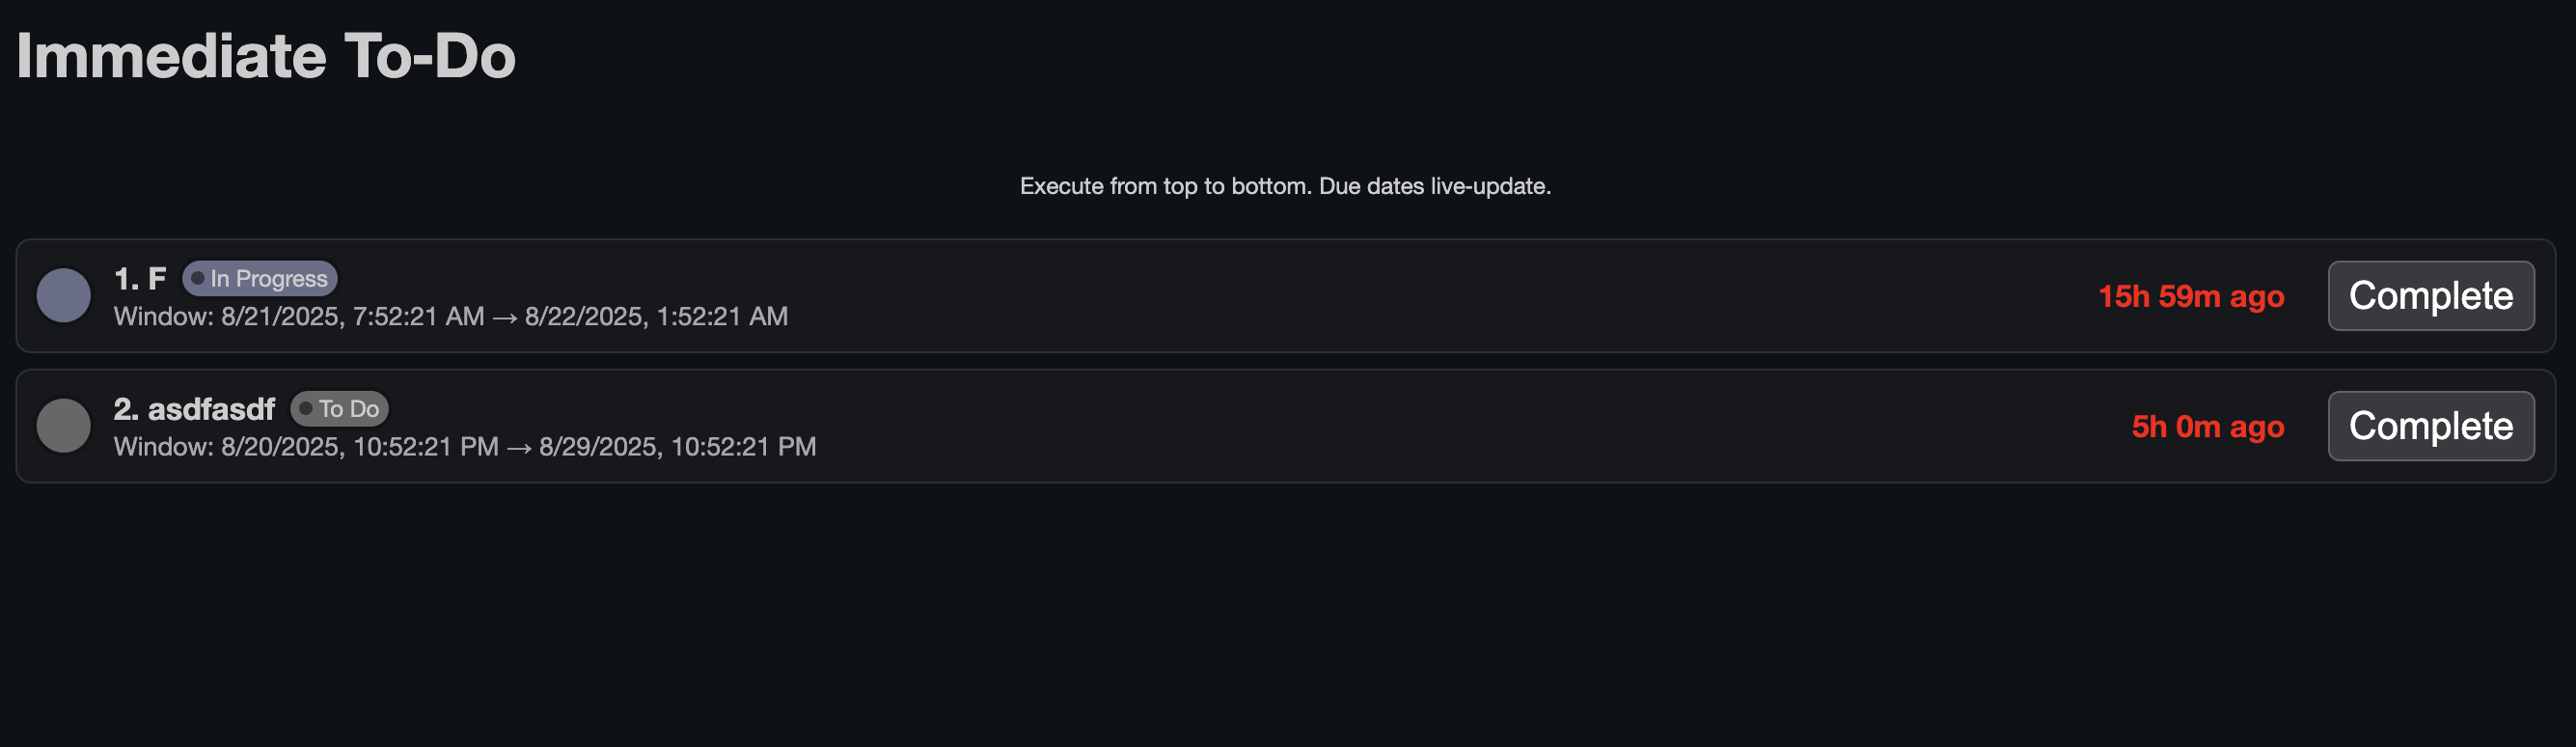 Immediate To-Do
Execute from top to bottom. Due dates live-update.
1. F In Progress
Window: 8/21/2025, 7:52:21 AM → 8/22/2025, 1:52:21 AM
15h 59m ago
Complete
2. asdfasdf To Do
Window: 8/20/2025, 10:52:21 PM → 8/29/2025, 10:52:21 PM
5h 0m ago
Complete